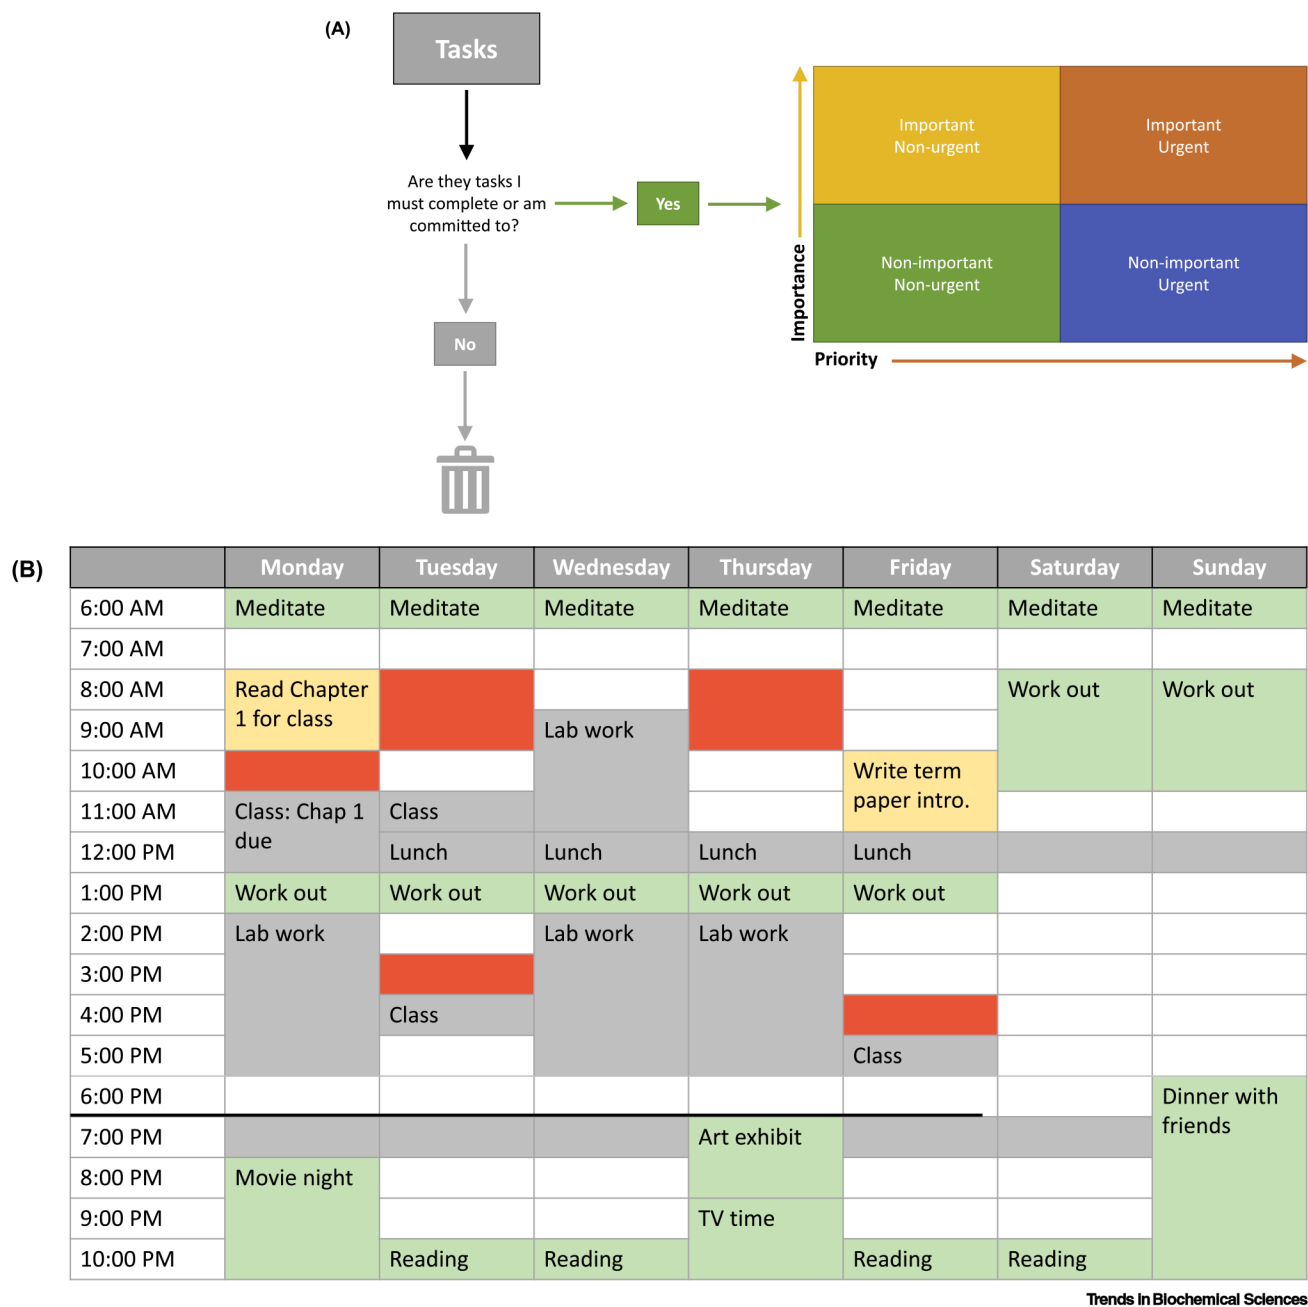 (A)
Tasks
Are they tasks I
must complete or am
committed to?
Yes
No
Importance
Important
Non-urgent
Important
Urgent
Non-important
Non-urgent
Non-important
Urgent
Priority
(B)
Monday Tuesday Wednesday Thursday Friday Saturday Sunday
6:00 AM Meditate Meditate Meditate Meditate Meditate Meditate Meditate
7:00 AM
8:00 AM Read Chapter Work out Work out
1 for class
9:00 AM Lab work
10:00 AM Write term
paper intro.
11:00 AM Class: Chap 1 Class
due
12:00 PM Lunch Lunch Lunch Lunch
1:00 PM Work out Work out Work out Work out Work out
2:00 PM Lab work Lab work Lab work
3:00 PM
4:00 PM Class
5:00 PM Class
6:00 PM Dinner with
friends
7:00 PM Art exhibit
8:00 PM Movie night
9:00 PM TV time
10:00 PM Reading Reading Reading Reading
Trends in Biochemical Sciences